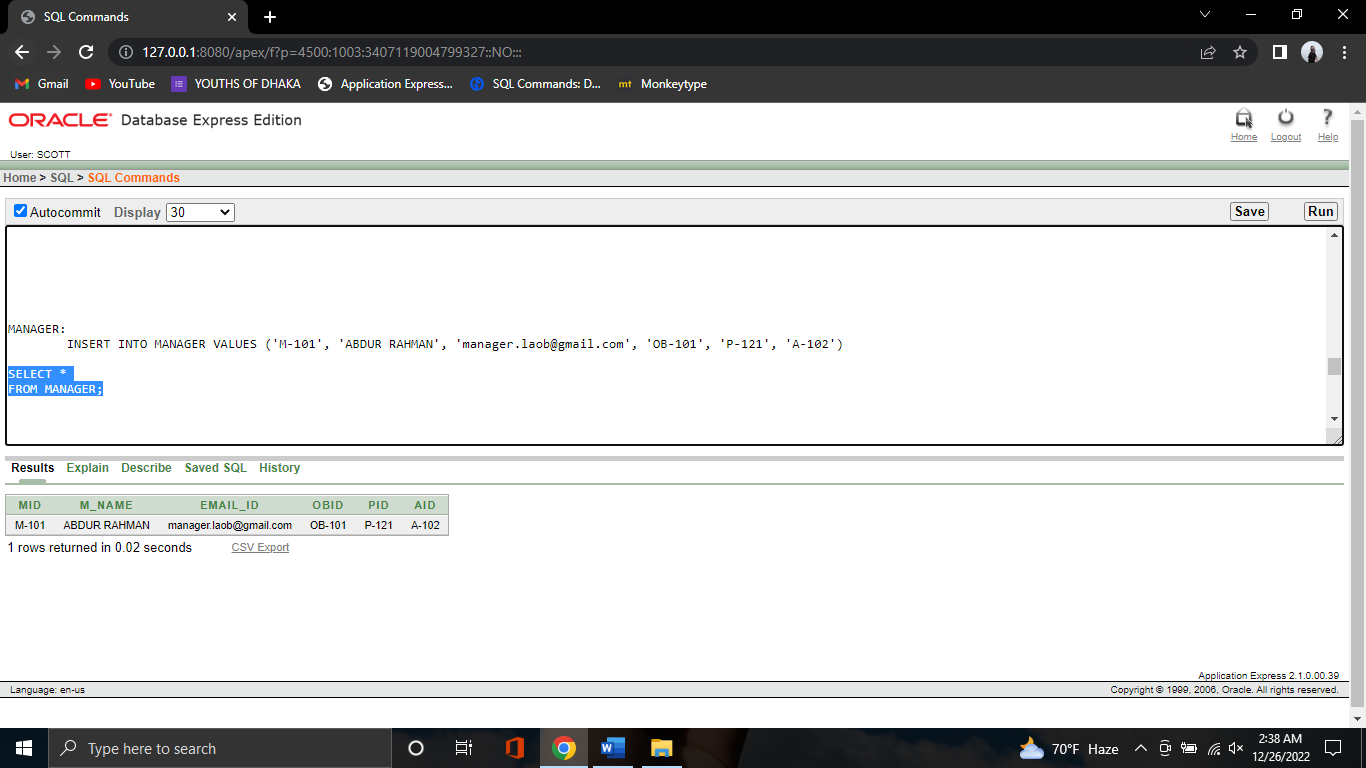 SQL Commands
127.0.0.1:8080/apex/f?p=4500:1003:3407119004799327::NO:::
Gmail YouTube YOUTHS OF DHAKA Application Express... SQL Commands: D... mt Monkeytype
ORACLE Database Express Edition
Home Logout Help
User: SCOTT
Home > SQL > SQL Commands
Autocommit Display 30 Save Run
MANAGER:
INSERT INTO MANAGER VALUES ('M-101', 'ABDUR RAHMAN', 'manager.laob@gmail.com', 'OB-101', 'P-121', 'A-102')
SELECT *
FROM MANAGER;
Results Explain Describe Saved SQL History
MID M_NAME EMAIL_ID OBID PID AID
M-101 ABDUR RAHMAN manager.laob@gmail.com OB-101 P-121 A-102
1 rows returned in 0.02 seconds CSV Export
Application Express 2.1.0.00.39
Language: en-us Copyright © 1999, 2006, Oracle. All rights reserved.
Type here to search 70°F Haze 2:38 AM
12/26/2022